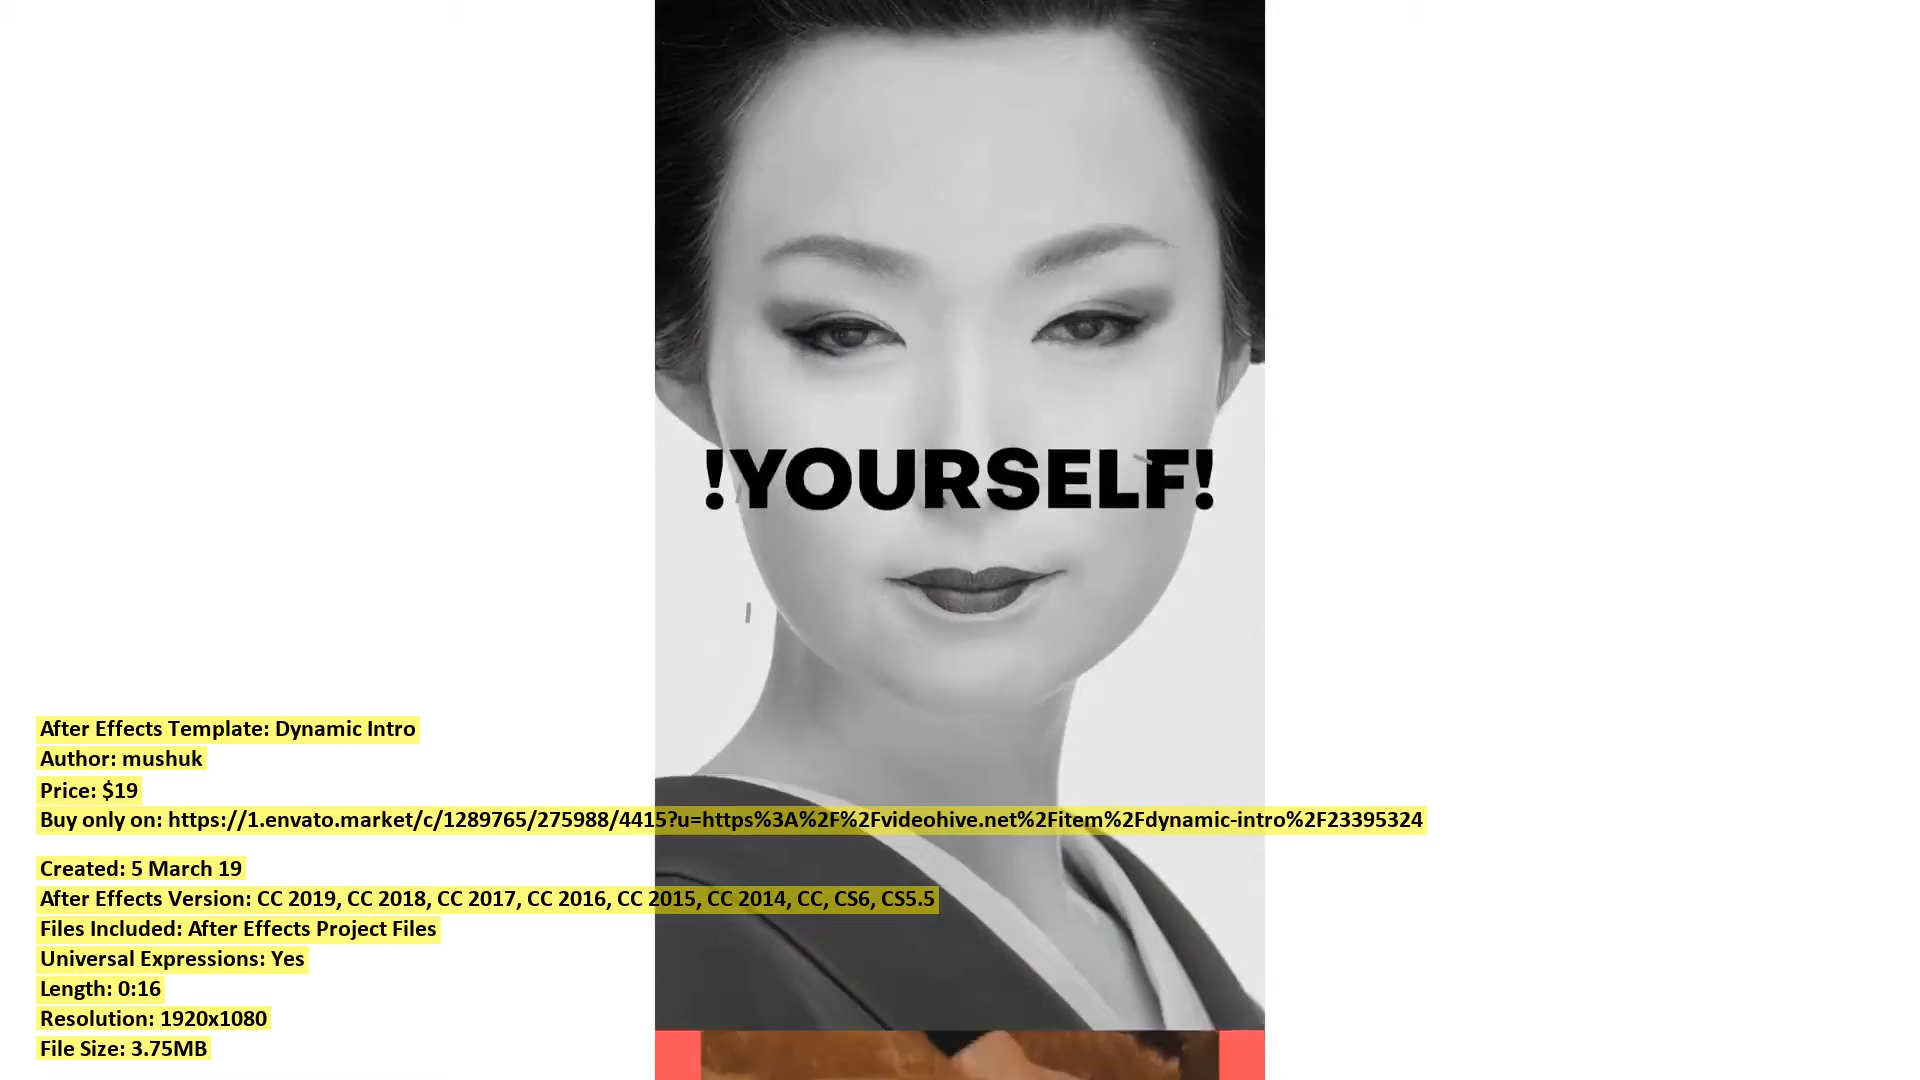 !YOURSELF!
After Effects Template: Dynamic Intro
Author: mushuk
Price: $19
Buy only on: https://1.envato.market/c/1289765/275988/4415?u=https%3A%2F%2Fvideohive.net%2Fitem%2Fdynamic-intro%2F23395324
Created: 5 March 19
After Effects Version: CC 2019, CC 2018, CC 2017, CC 2016, CC 2015, CC 2014, CC, CS6, CS5.5
Files Included: After Effects Project Files
Universal Expressions: Yes
Length: 0:16
Resolution: 1920x1080
File Size: 3.75MB